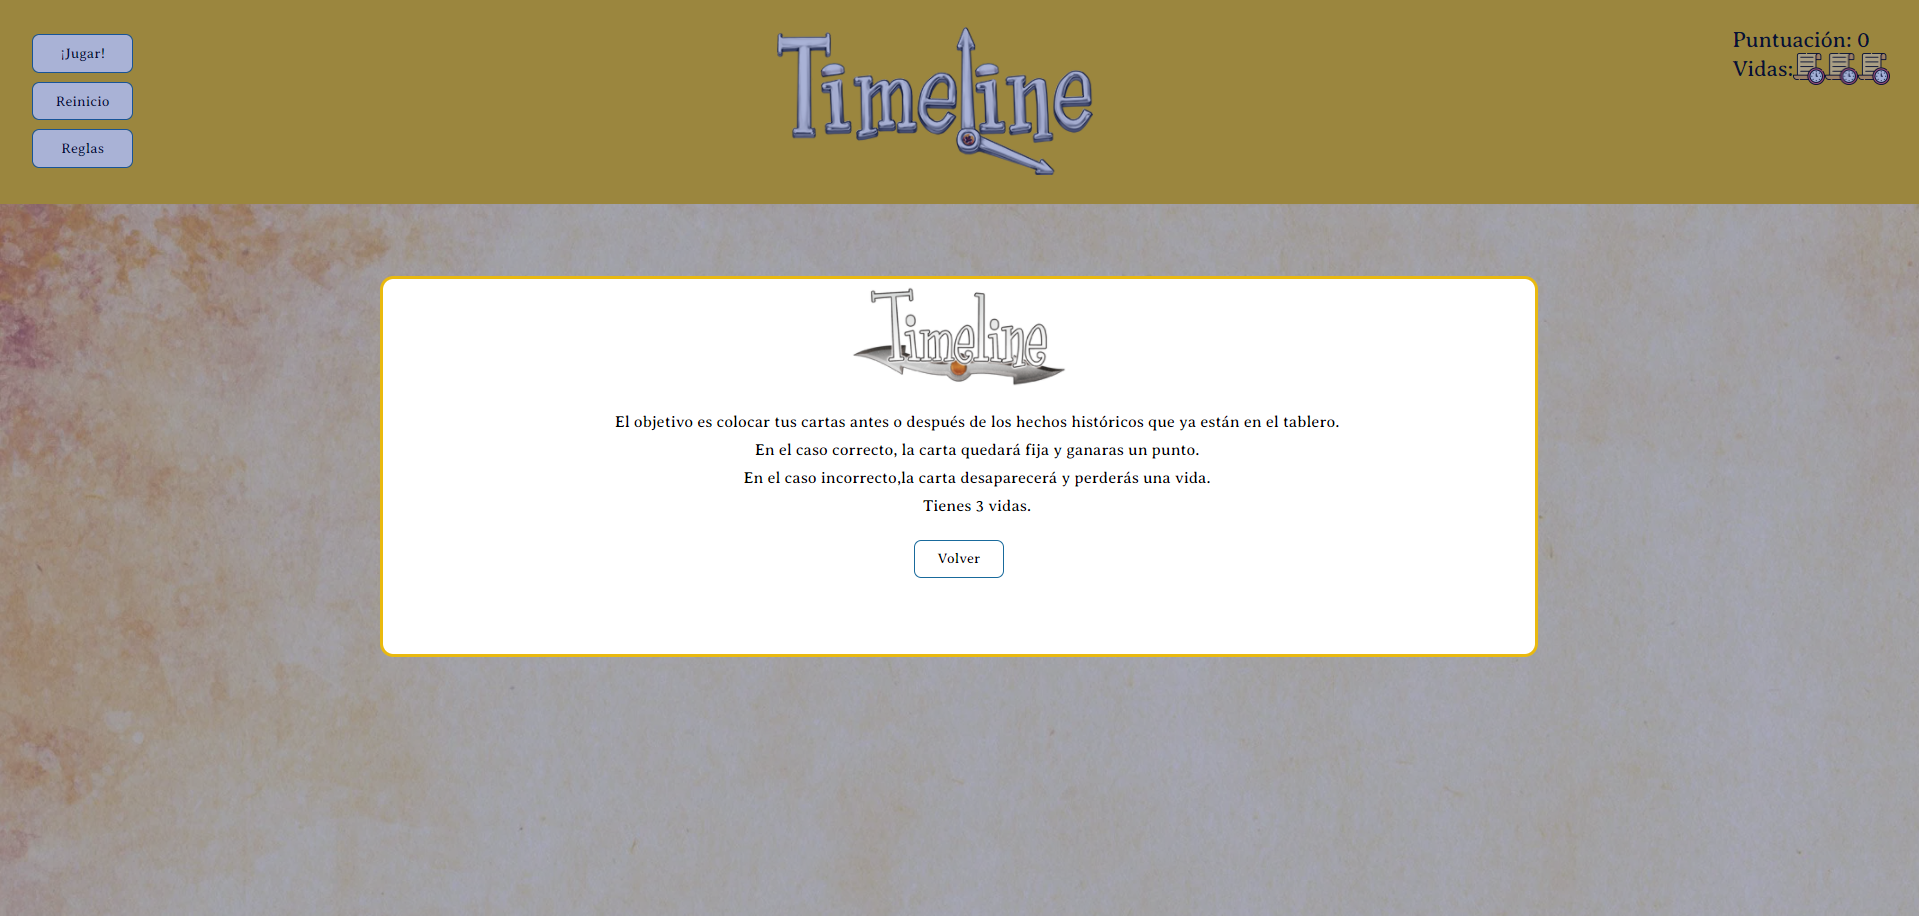 ¡Jugar!
Reinicio
Reglas
Timeline
Puntuación: 0
Vidas:
Timeline
El objetivo es colocar tus cartas antes o después de los hechos históricos que ya están en el tablero.
En el caso correcto, la carta quedará fija y ganaras un punto.
En el caso incorrecto,la carta desaparecerá y perderás una vida.
Tienes 3 vidas.
Volver